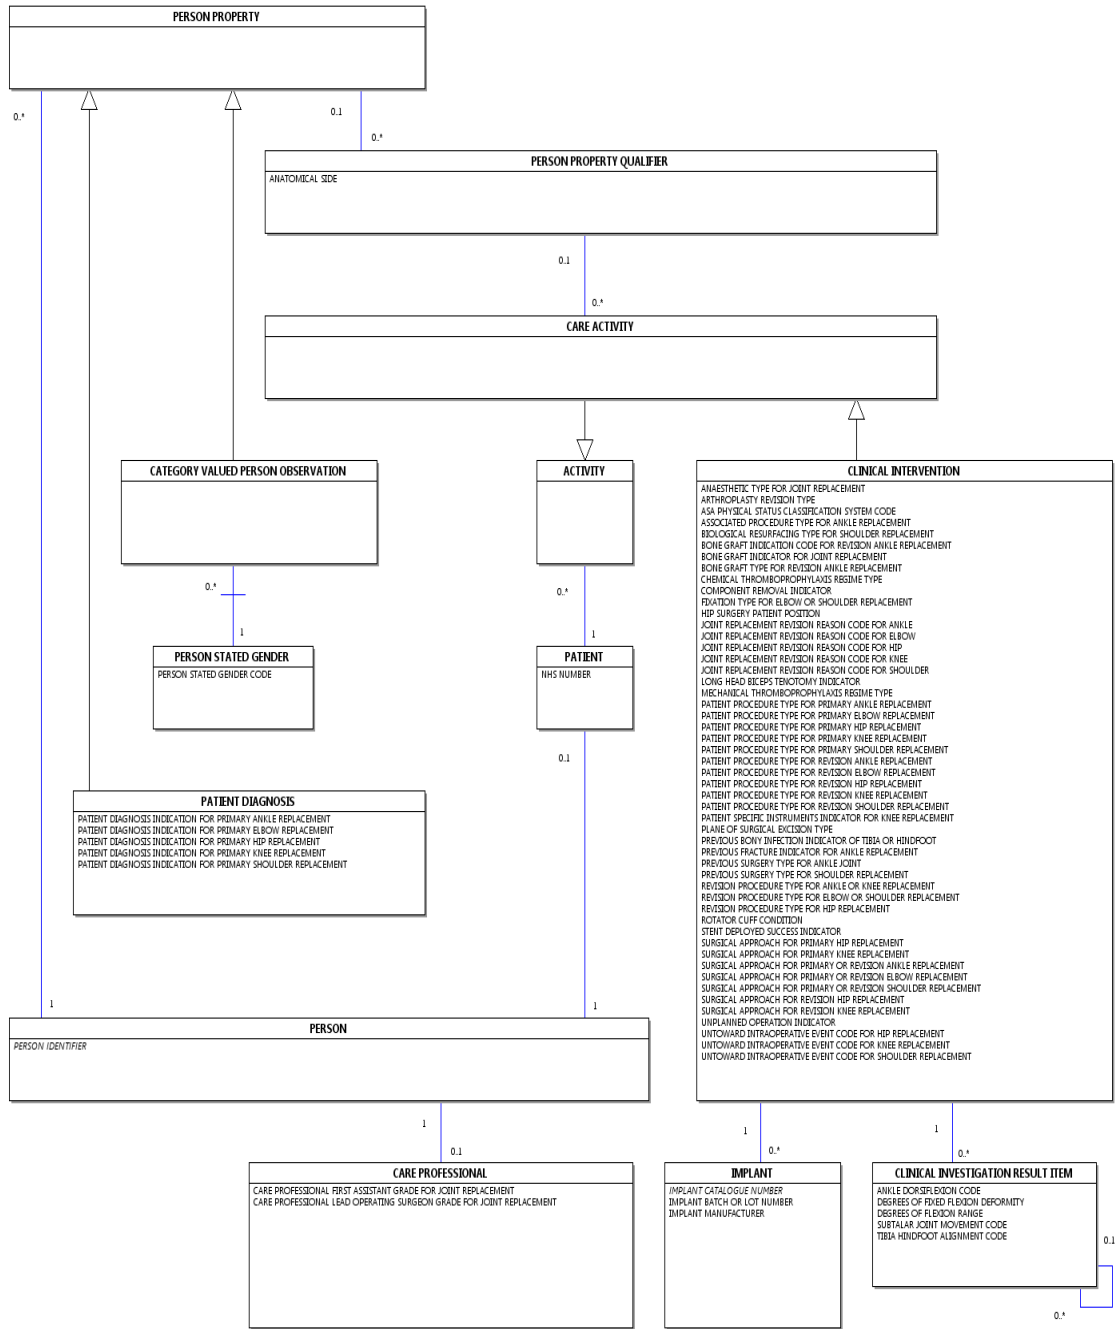 PERSON PROPERTY
0..*
0..1
0..*
PERSON PROPERTY QUALIFIER
ANATOMICAL SIDE
0..1
0..*
CARE ACTIVITY
CATEGORY VALUED PERSON OBSERVATION
0..*
1
PERSON STATED GENDER
PERSON STATED GENDER CODE
ACTIVITY
0..*
1
PATIENT
NHS NUMBER
0..1
1
CLINICAL INTERVENTION
ANAESTHETIC TYPE FOR JOINT REPLACEMENT
ARTHROPLASTY REVISION TYPE
ASA PHYSICAL STATUS CLASSIFICATION SYSTEM CODE
ASSOCIATED PROCEDURE TYPE FOR ANKLE REPLACEMENT
BIOLOGICAL RESURFACING TYPE FOR SHOULDER REPLACEMENT
BONE GRAFT INDICATION CODE FOR REVISION ANKLE REPLACEMENT
BONE GRAFT INDICATOR FOR JOINT REPLACEMENT
BONE GRAFT TYPE FOR REVISION ANKLE REPLACEMENT
CHEMICAL THROMBOPROPHYLAXIS REGIME TYPE
COMPONENT REMOVAL INDICATOR
FIXATION TYPE FOR ELBOW OR SHOULDER REPLACEMENT
HIP SURGERY PATIENT POSITION
JOINT REPLACEMENT REVISION REASON CODE FOR ANKLE
JOINT REPLACEMENT REVISION REASON CODE FOR ELBOW
JOINT REPLACEMENT REVISION REASON CODE FOR HIP
JOINT REPLACEMENT REVISION REASON CODE FOR KNEE
JOINT REPLACEMENT REVISION REASON CODE FOR SHOULDER
LONG HEAD BICEPS TENOTOMY INDICATOR
MECHANICAL THROMBOPROPHYLAXIS REGIME TYPE
PATIENT PROCEDURE TYPE FOR PRIMARY ANKLE REPLACEMENT
PATIENT PROCEDURE TYPE FOR PRIMARY ELBOW REPLACEMENT
PATIENT PROCEDURE TYPE FOR PRIMARY HIP REPLACEMENT
PATIENT PROCEDURE TYPE FOR PRIMARY KNEE REPLACEMENT
PATIENT PROCEDURE TYPE FOR PRIMARY SHOULDER REPLACEMENT
PATIENT PROCEDURE TYPE FOR REVISION ANKLE REPLACEMENT
PATIENT PROCEDURE TYPE FOR REVISION ELBOW REPLACEMENT
PATIENT PROCEDURE TYPE FOR REVISION HIP REPLACEMENT
PATIENT PROCEDURE TYPE FOR REVISION KNEE REPLACEMENT
PATIENT PROCEDURE TYPE FOR REVISION SHOULDER REPLACEMENT
PATIENT SPECIFIC INSTRUMENTS INDICATOR FOR KNEE REPLACEMENT
PLANE OF SURGICAL EXCISION TYPE
PREVIOUS BONY INFECTION INDICATOR OF TIBIA OR HINDFOOT
PREVIOUS FRACTURE INDICATOR FOR ANKLE REPLACEMENT
PREVIOUS SURGERY TYPE FOR ANKLE JOINT
PREVIOUS SURGERY TYPE FOR SHOULDER REPLACEMENT
REVISION PROCEDURE TYPE FOR ANKLE OR KNEE REPLACEMENT
REVISION PROCEDURE TYPE FOR ELBOW OR SHOULDER REPLACEMENT
REVISION PROCEDURE TYPE FOR HIP REPLACEMENT
ROTATOR CUFF CONDITION
STENT DEPLOYED SUCCESS INDICATOR
SURGICAL APPROACH FOR PRIMARY HIP REPLACEMENT
SURGICAL APPROACH FOR PRIMARY KNEE REPLACEMENT
SURGICAL APPROACH FOR PRIMARY OR REVISION ANKLE REPLACEMENT
SURGICAL APPROACH FOR PRIMARY OR REVISION ELBOW REPLACEMENT
SURGICAL APPROACH FOR PRIMARY OR REVISION SHOULDER REPLACEMENT
SURGICAL APPROACH FOR REVISION HIP REPLACEMENT
SURGICAL APPROACH FOR REVISION KNEE REPLACEMENT
UNPLANNED OPERATION INDICATOR
UNTOWARD INTRAOPERATIVE EVENT CODE FOR HIP REPLACEMENT
UNTOWARD INTRAOPERATIVE EVENT CODE FOR KNEE REPLACEMENT
UNTOWARD INTRAOPERATIVE EVENT CODE FOR SHOULDER REPLACEMENT
PATIENT DIAGNOSIS
PATIENT DIAGNOSIS INDICATION FOR PRIMARY ANKLE REPLACEMENT
PATIENT DIAGNOSIS INDICATION FOR PRIMARY ELBOW REPLACEMENT
PATIENT DIAGNOSIS INDICATION FOR PRIMARY HIP REPLACEMENT
PATIENT DIAGNOSIS INDICATION FOR PRIMARY KNEE REPLACEMENT
PATIENT DIAGNOSIS INDICATION FOR PRIMARY SHOULDER REPLACEMENT
1
PERSON
PERSON IDENTIFIER
1
0..1
CARE PROFESSIONAL
CARE PROFESSIONAL FIRST ASSISTANT GRADE FOR JOINT REPLACEMENT
CARE PROFESSIONAL LEAD OPERATING SURGEON GRADE FOR JOINT REPLACEMENT
1
0..*
IMPLANT
IMPLANT CATALOGUE NUMBER
IMPLANT BATCH OR LOT NUMBER
IMPLANT MANUFACTURER
1
0..*
CLINICAL INVESTIGATION RESULT ITEM
ANKLE DORSIFLEXION CODE
DEGREES OF FIXED FLEXION DEFORMITY
DEGREES OF FLEXION RANGE
SUBTALAR JOINT MOVEMENT CODE
TIBIA HINDFOOT ALIGNMENT CODE
0..1
0..*